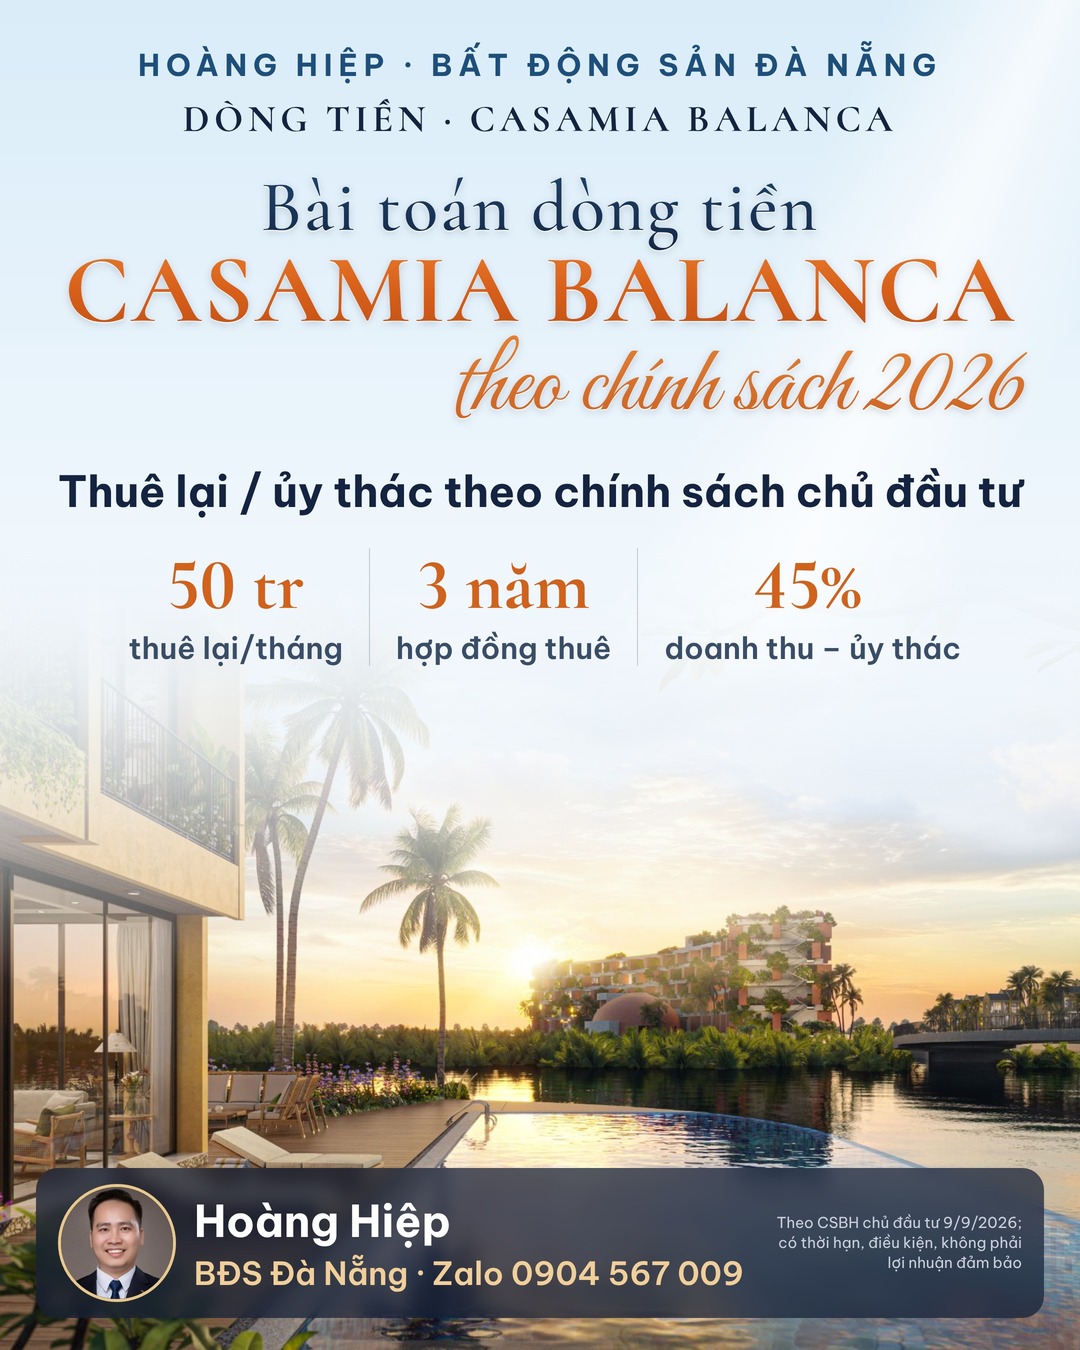 HOÀNG HIỆP · BẤT ĐỘNG SẢN ĐÀ NẴNG
DÒNG TIỀN · CASAMIA BALANCA
Bài toán dòng tiền
CASAMIA BALANCA
theo chính sách 2026
Thuê lại / ủy thác theo chính sách chủ đầu tư
50 tr
thuê lại/tháng
3 năm
hợp đồng thuê
45%
doanh thu – ủy thác
Hoàng Hiệp
BĐS Đà Nẵng · Zalo 0904 567 009
Theo CSBH chủ đầu tư 9/9/2026;
có thời hạn, điều kiện, không phải
lợi nhuận đảm bảo